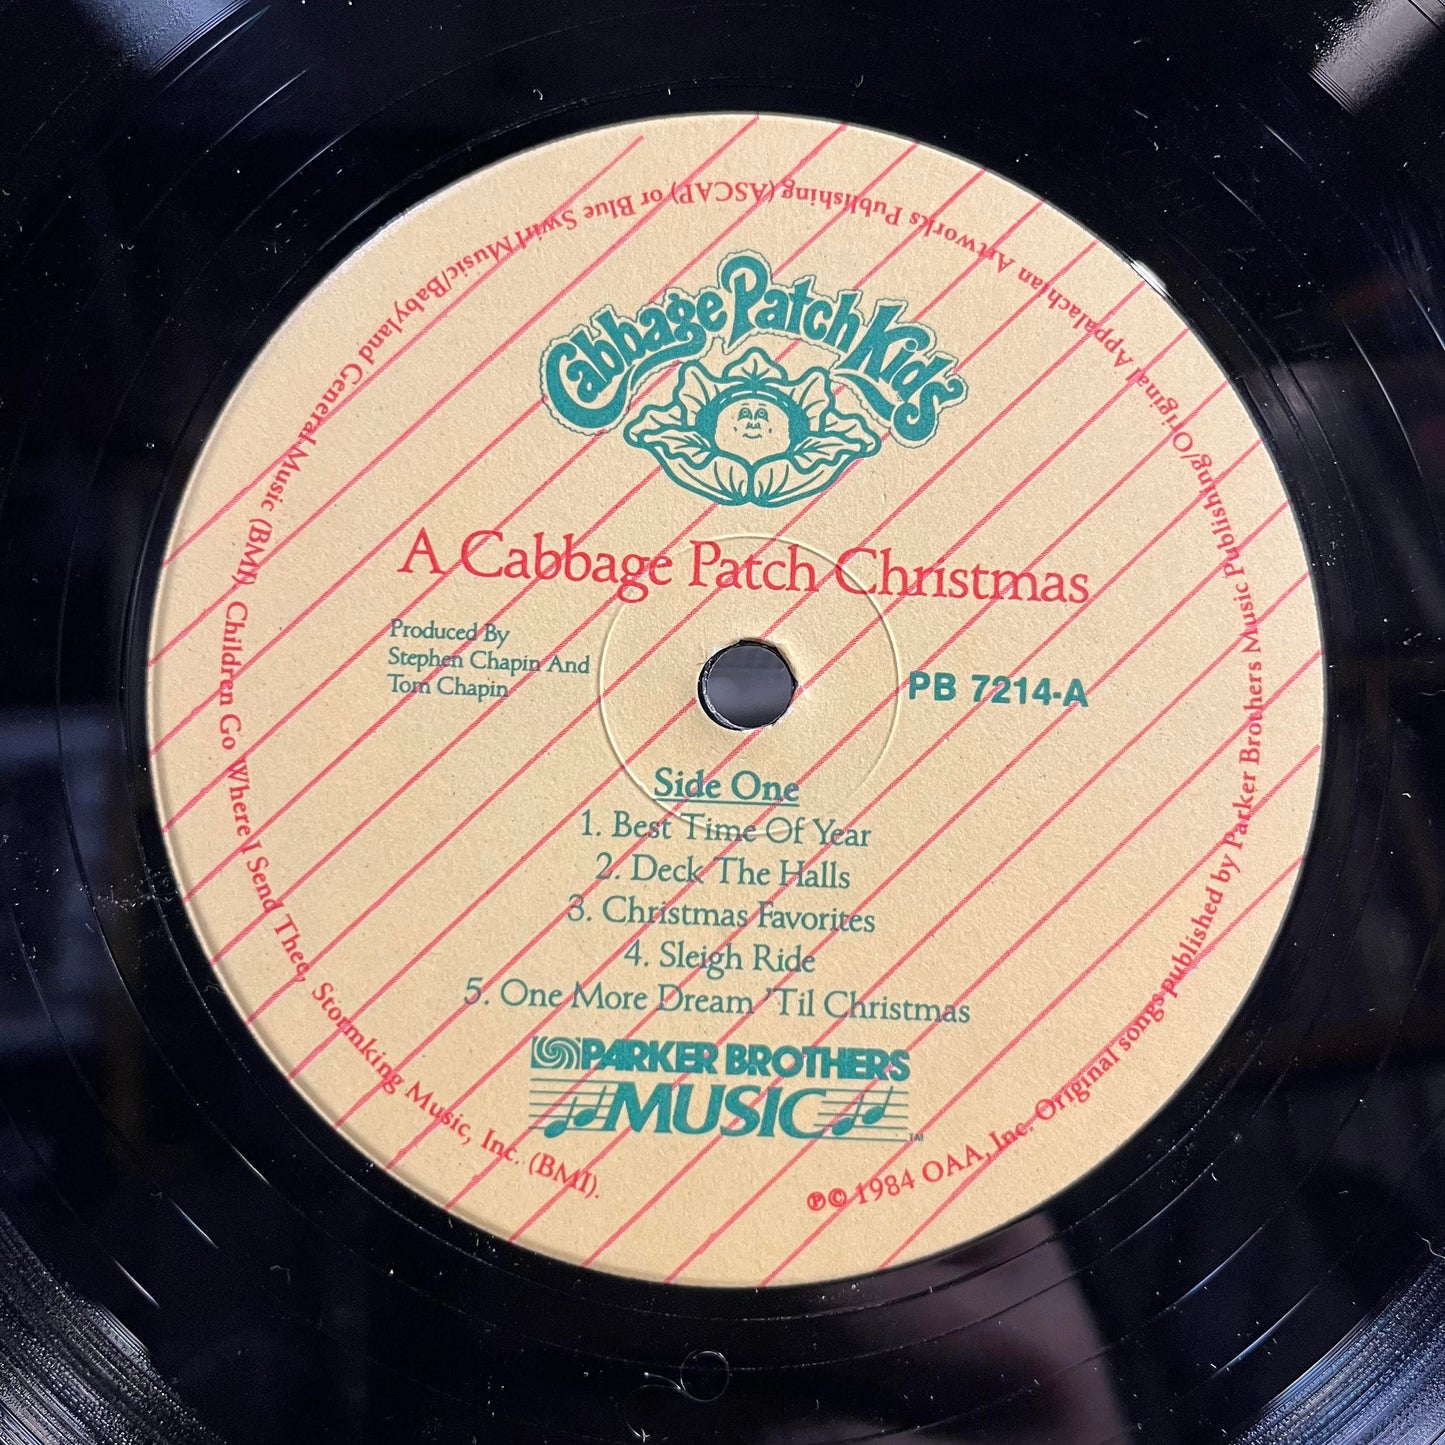 Cabbage Patch Kids
A Cabbage Patch Christmas
Produced By
Stephen Chapin And
Tom Chapin
PB 7214-A
Side One
1. Best Time Of Year
2. Deck The Halls
3. Christmas Favorites
4. Sleigh Ride
5. One More Dream 'Til Christmas
PARKER BROTHERS
MUSIC™
℗© 1984 OAA, Inc. Original songs published by Parker Brothers Music Publishing/Original Appalachian Artworks Publishing (ASCAP) or Blue Swirl Music/Babyland General Music (BMI), Children Go Where I Send Thee, Stormking Music, Inc. (BMI).